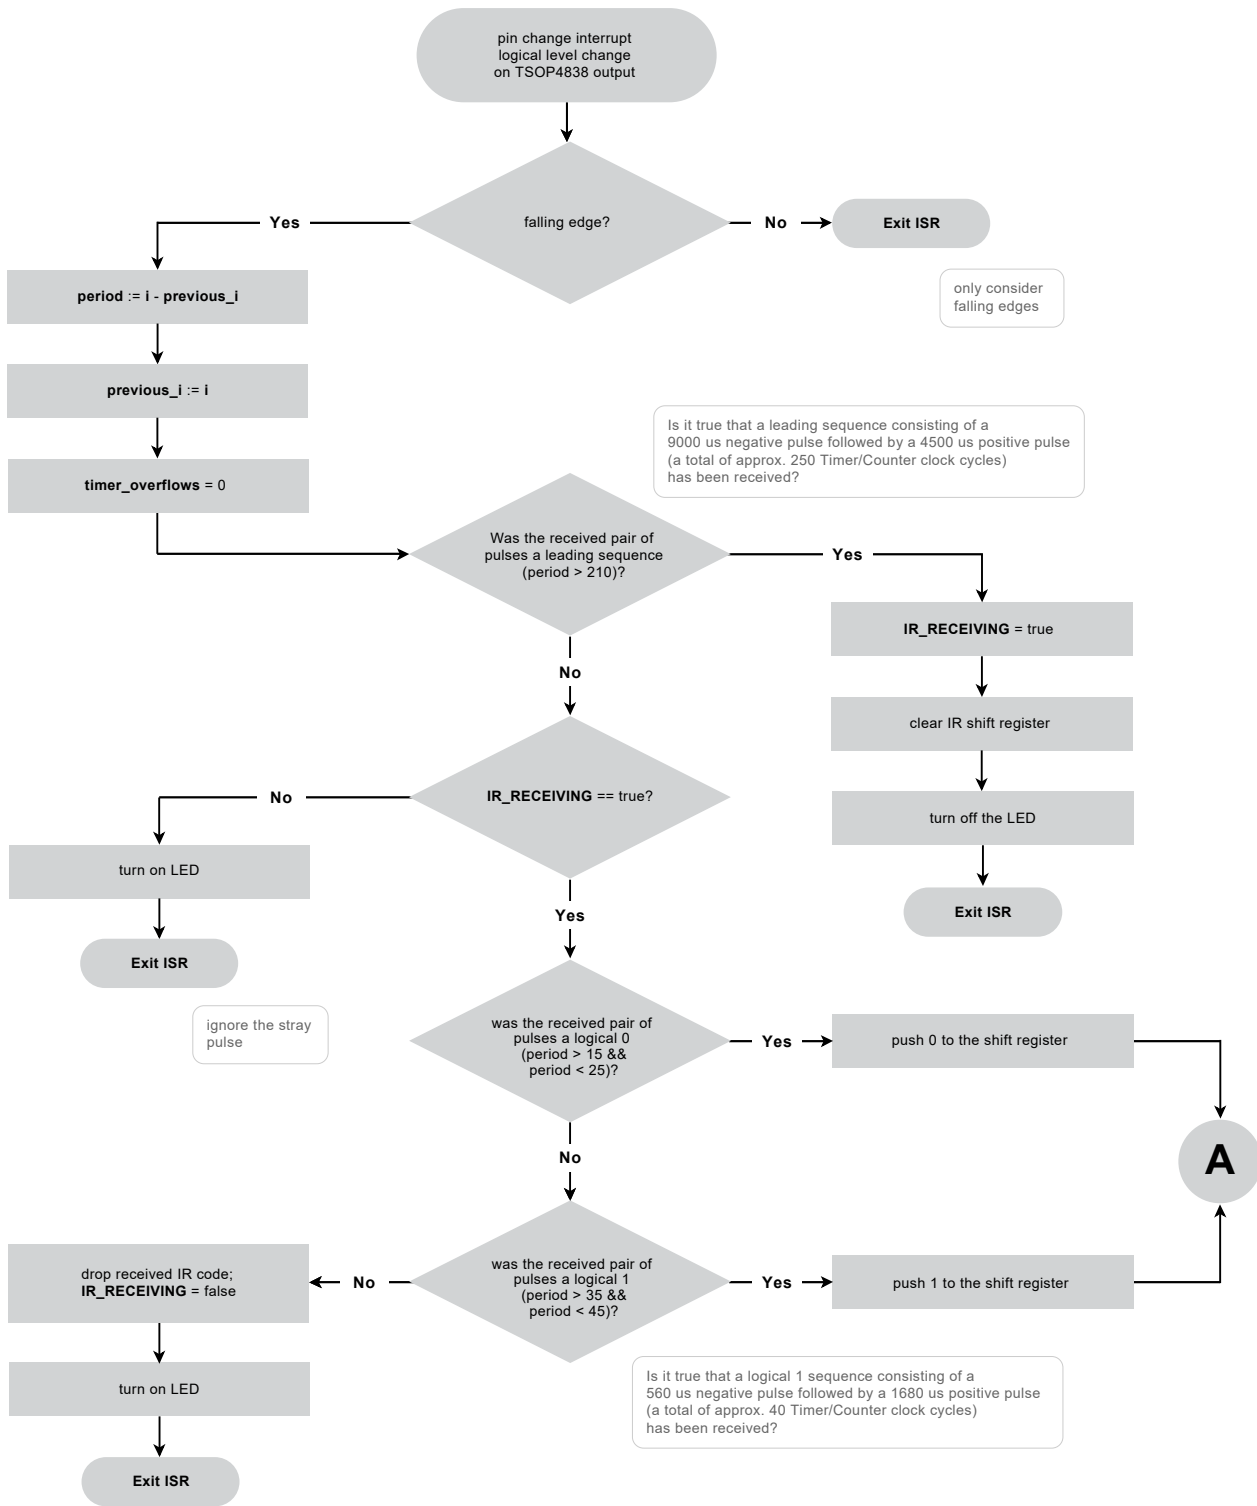 pin change interrupt
logical level change
on TSOP4838 output
falling edge?
Yes
No
Exit ISR
only consider
falling edges
period := i - previous_i
previous_i := i
timer_overflows = 0
Is it true that a leading sequence consisting of a
9000 us negative pulse followed by a 4500 us positive pulse
(a total of approx. 250 Timer/Counter clock cycles)
has been received?
Was the received pair of
pulses a leading sequence
(period > 210)?
Yes
IR_RECEIVING = true
clear IR shift register
turn off the LED
Exit ISR
No
IR_RECEIVING == true?
No
turn on LED
Exit ISR
ignore the stray
pulse
Yes
was the received pair of
pulses a logical 0
(period > 15 &&
period < 25)?
Yes
push 0 to the shift register
A
No
was the received pair of
pulses a logical 1
(period > 35 &&
period < 45)?
Yes
push 1 to the shift register
No
drop received IR code;
IR_RECEIVING = false
turn on LED
Exit ISR
Is it true that a logical 1 sequence consisting of a
560 us negative pulse followed by a 1680 us positive pulse
(a total of approx. 40 Timer/Counter clock cycles)
has been received?